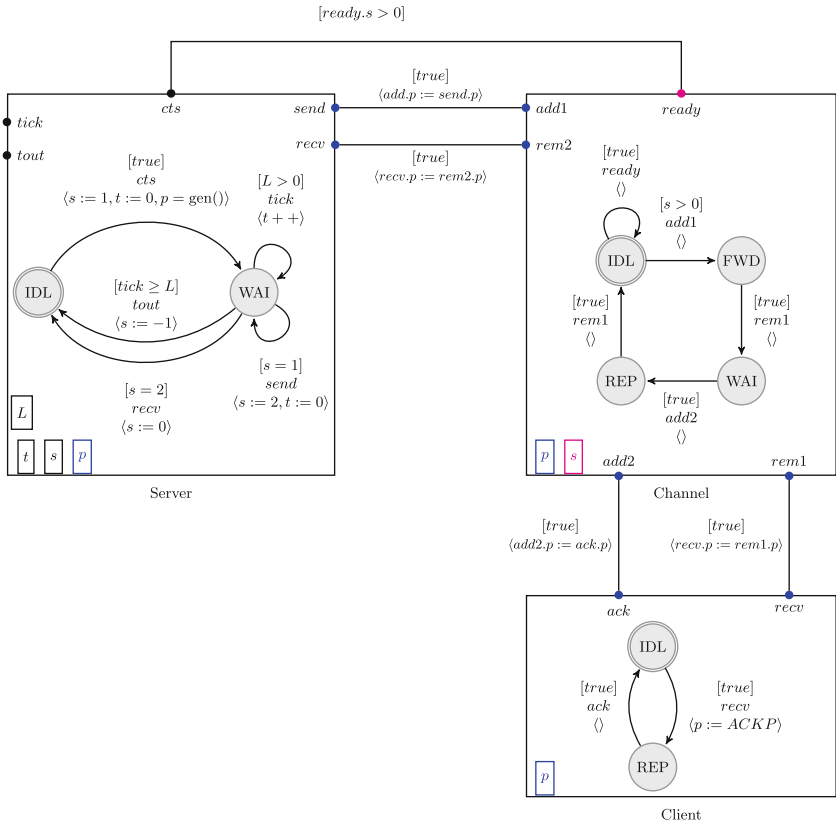 [ready.s > 0]
[true]
⟨add.p := send.p⟩
cts
send
add1
ready
tick
recv
rem2
tout
[true]
⟨recv.p := rem2.p⟩
[true]
cts
⟨s := 1, t := 0, p = gen()⟩
[L > 0]
tick
⟨t ++⟩
IDL
WAI
[tick ≥ L]
tout
⟨s := −1⟩
[s = 2]
recv
⟨s := 0⟩
[s = 1]
send
⟨s := 2, t := 0⟩
L
t
s
p
Server
[true]
ready
⟨⟩
[s > 0]
add1
⟨⟩
IDL
FWD
[true]
rem1
⟨⟩
[true]
rem1
⟨⟩
REP
WAI
[true]
add2
⟨⟩
p
s
add2
rem1
Channel
[true]
⟨add2.p := ack.p⟩
[true]
⟨recv.p := rem1.p⟩
ack
recv
IDL
[true]
ack
⟨⟩
[true]
recv
⟨p := ACKP⟩
REP
p
Client